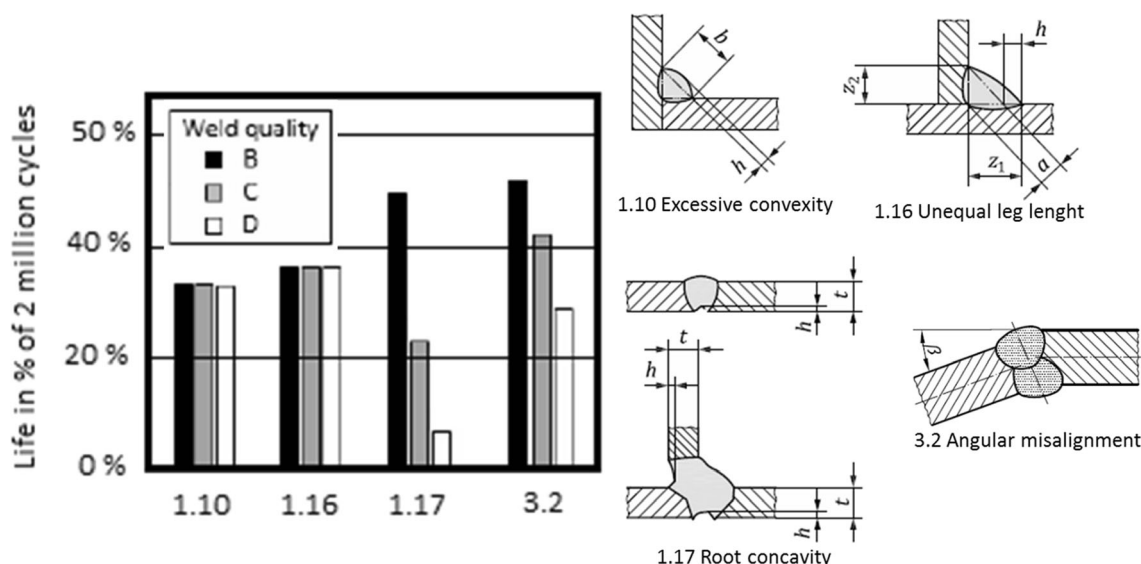 Life in % of 2 million cycles
50 %
40 %
20 %
0 %
Weld quality
B
C
D
1.10
1.16
1.17
3.2
b
h
1.10 Excessive convexity
h
z2
z1
a
1.16 Unequal leg lenght
t
h
t
h
t
h
1.17 Root concavity
β
3.2 Angular misalignment